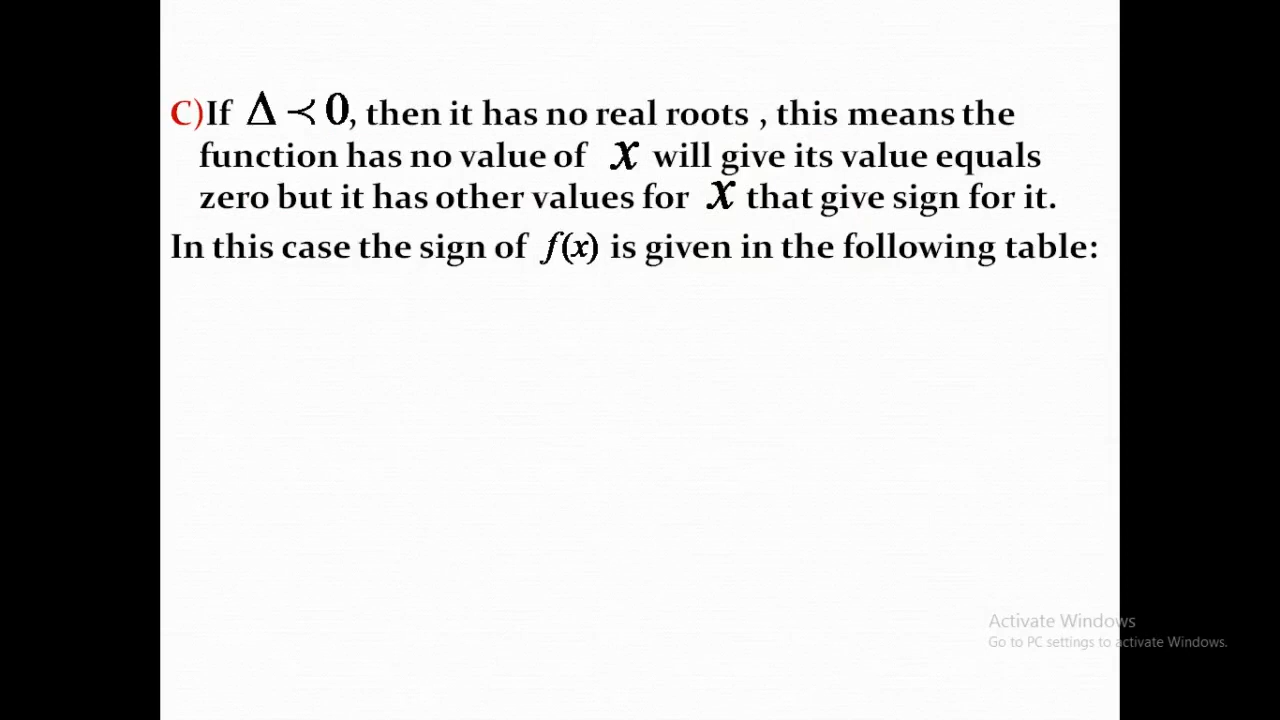 C)If Δ ≺ 0, then it has no real roots , this means the
function has no value of x will give its value equals
zero but it has other values for x that give sign for it.
In this case the sign of f(x) is given in the following table:
Activate Windows
Go to PC settings to activate Windows.